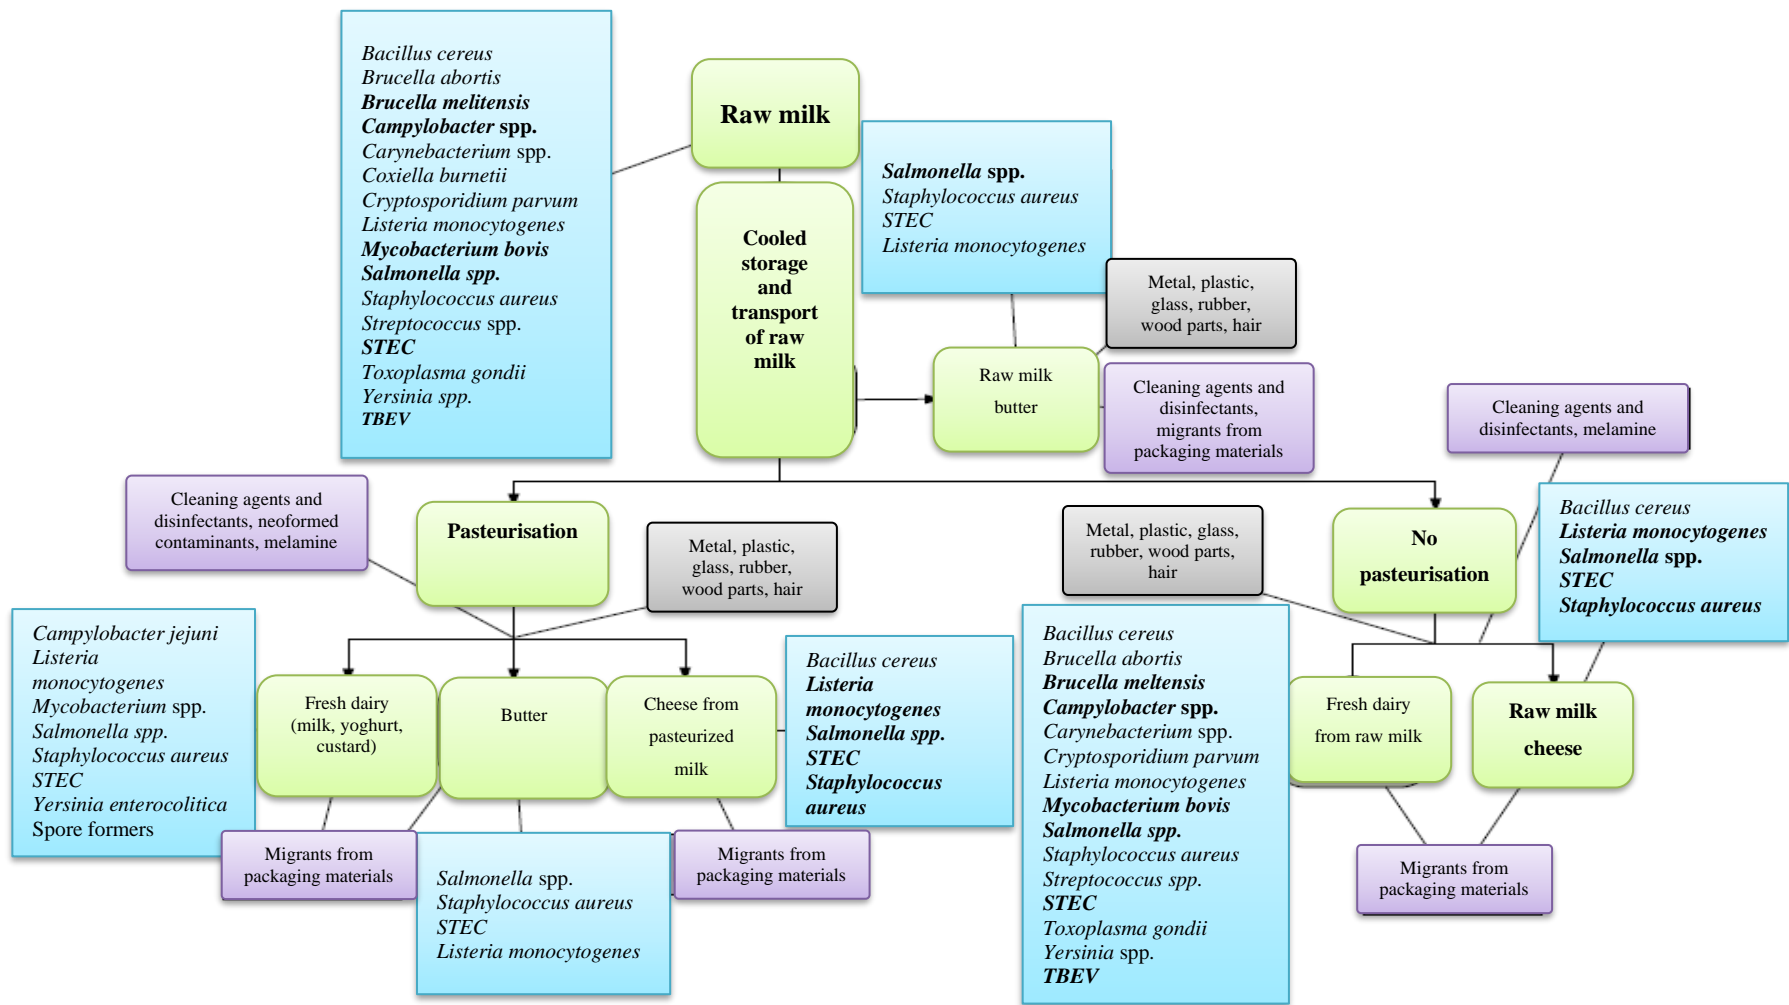 Bacillus cereus
Brucella abortis
Brucella melitensis
Campylobacter spp.
Carynebacterium spp.
Coxiella burnetii
Cryptosporidium parvum
Listeria monocytogenes
Mycobacterium bovis
Salmonella spp.
Staphylococcus aureus
Streptococcus spp.
STEC
Toxoplasma gondii
Yersinia spp.
TBEV
Raw milk
Salmonella spp.
Staphylococcus aureus
STEC
Listeria monocytogenes
Cooled
storage
and
transport
of raw
milk
Metal, plastic,
glass, rubber,
wood parts, hair
Raw milk
butter
Cleaning agents and
disinfectants,
migrants from
packaging materials
Cleaning agents and
disinfectants, melamine
Cleaning agents and
disinfectants, neoformed
contaminants, melamine
Pasteurisation
Metal, plastic,
glass, rubber,
wood parts, hair
Metal, plastic, glass,
rubber, wood parts,
hair
No
pasteurisation
Bacillus cereus
Listeria monocytogenes
Salmonella spp.
STEC
Staphylococcus aureus
Campylobacter jejuni
Listeria
monocytogenes
Mycobacterium spp.
Salmonella spp.
Staphylococcus aureus
STEC
Yersinia enterocolitica
Spore formers
Fresh dairy
(milk, yoghurt,
custard)
Butter
Cheese from
pasteurized
milk
Bacillus cereus
Listeria
monocytogenes
Salmonella spp.
STEC
Staphylococcus
aureus
Bacillus cereus
Brucella abortis
Brucella meltensis
Campylobacter spp.
Carynebacterium spp.
Cryptosporidium parvum
Listeria monocytogenes
Mycobacterium bovis
Salmonella spp.
Staphylococcus aureus
Streptococcus spp.
STEC
Toxoplasma gondii
Yersinia spp.
TBEV
Fresh dairy
from raw milk
Raw milk
cheese
Migrants from
packaging materials
Salmonella spp.
Staphylococcus aureus
STEC
Listeria monocytogenes
Migrants from
packaging materials
Migrants from
packaging materials